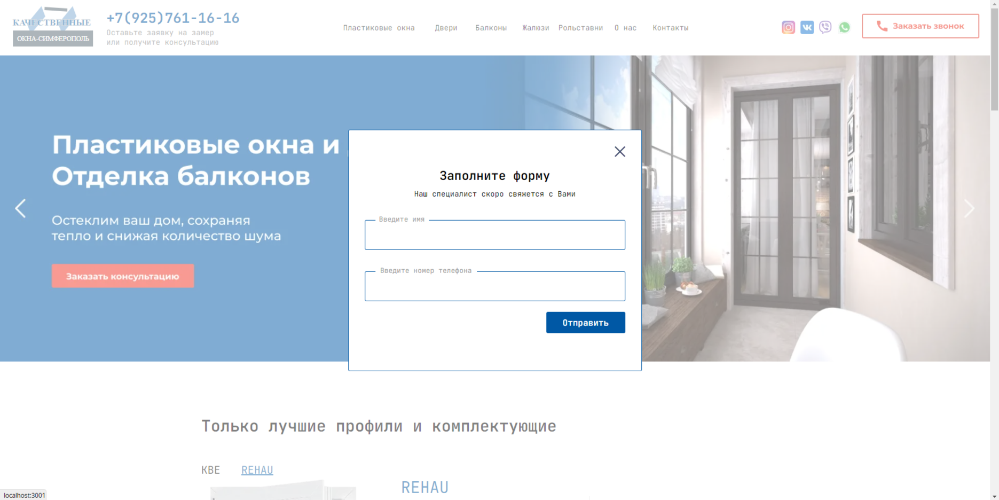 КАЧЕСТВЕННЫЕ
ОКНА-СИМФЕРОПОЛЬ
+7(925)761-16-16
Оставьте заявку на замер
или получите консультацию
Пластиковые окна
Двери
Балконы
Жалюзи
Рольставни
О нас
Контакты
Заказать звонок
Пластиковые окна и
Отделка балконов
Остеклим ваш дом, сохраняя
тепло и снижая количество шума
Заказать консультацию
Заполните форму
Наш специалист скоро свяжется с Вами
Введите имя
Введите номер телефона
Отправить
Только лучшие профили и комплектующие
КВЕ
REHAU
REHAU
localhost:3001